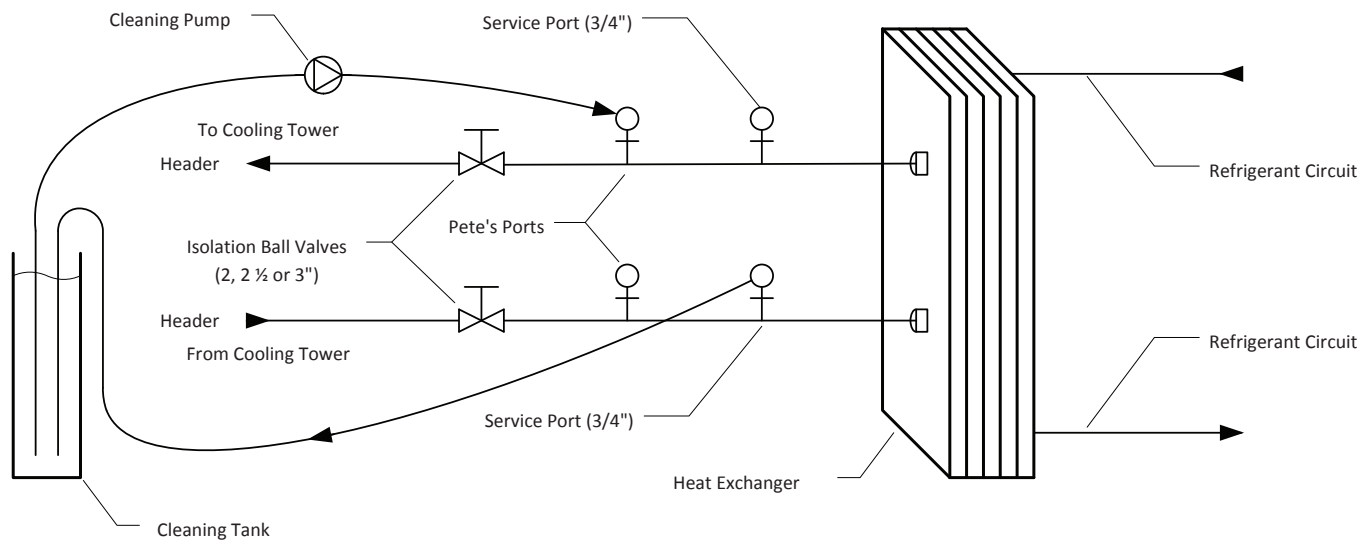 Cleaning Pump
Service Port (3/4")
To Cooling Tower
Header
Refrigerant Circuit
Pete's Ports
Isolation Ball Valves
(2, 2 ½ or 3")
Header
From Cooling Tower
Refrigerant Circuit
Service Port (3/4")
Heat Exchanger
Cleaning Tank